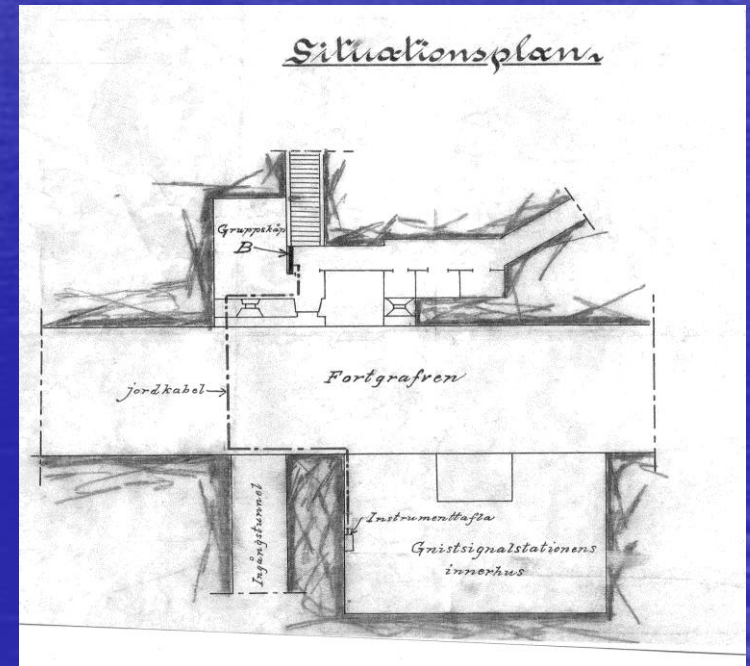 Situationsplan.
Gruppskåp
B
Fortgrafven
jordkabel
Ingångstunnel
Instrumenttafla
Gnistsignalstationens
innerhus